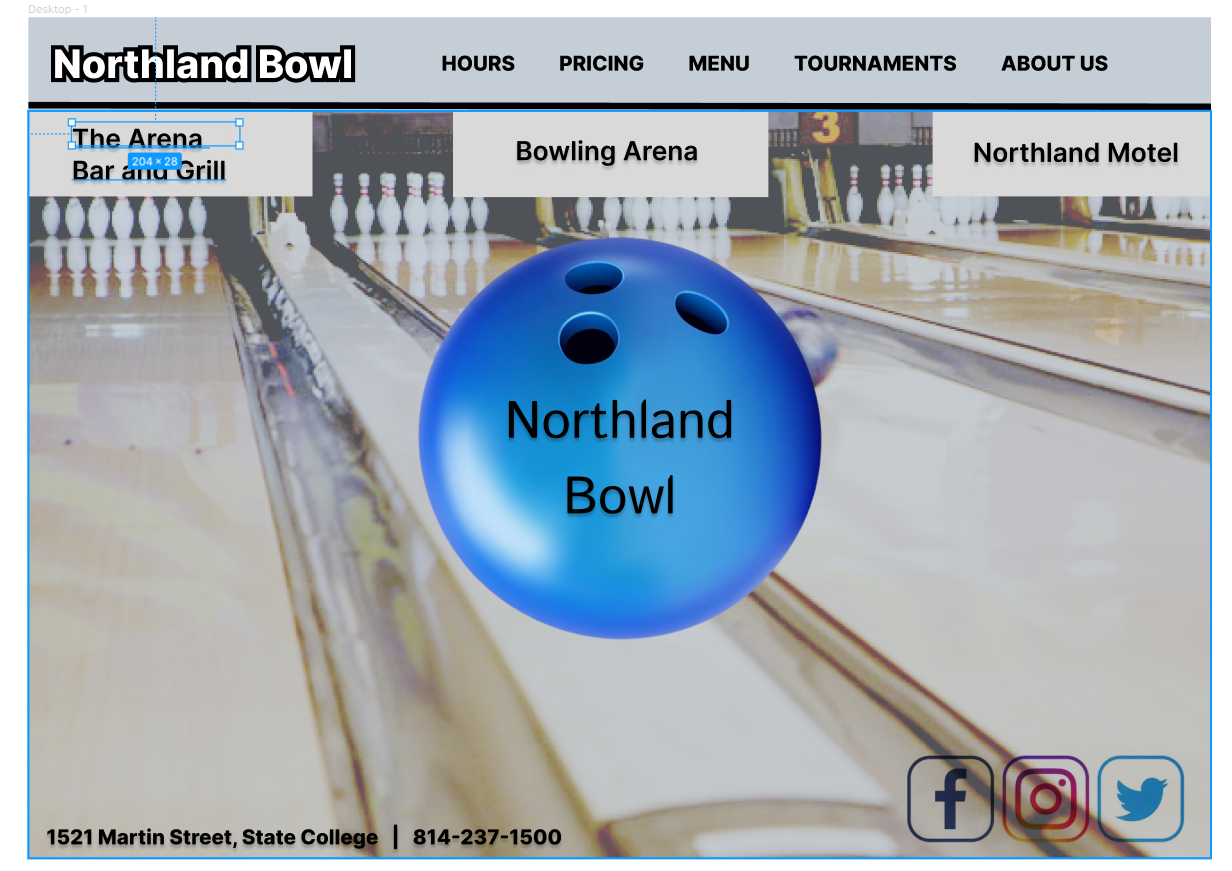 Desktop - 1
Northland Bowl
HOURS PRICING MENU TOURNAMENTS ABOUT US
The Arena
204 × 28
Bar and Grill
3
Bowling Arena
Northland Motel
Northland
Bowl
1521 Martin Street, State College | 814-237-1500